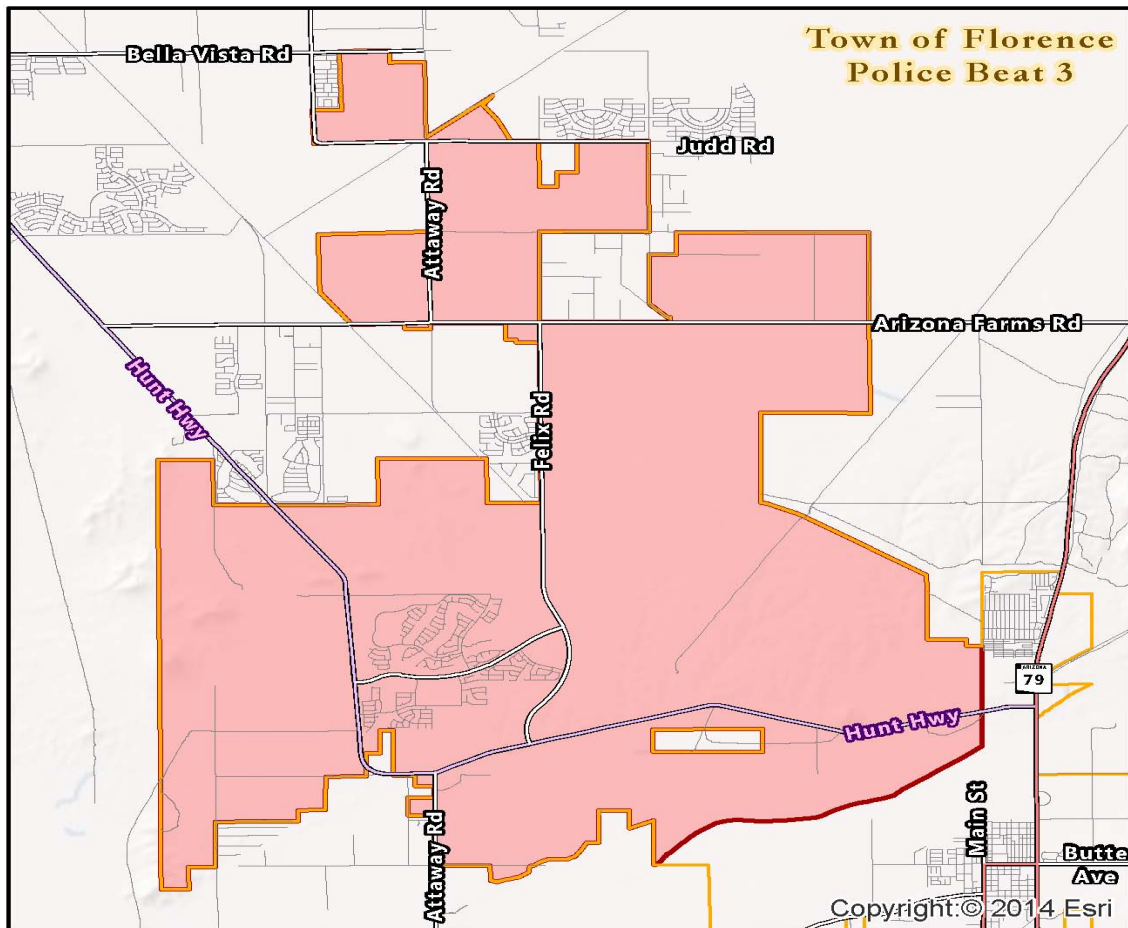 Town of Florence
Police Beat 3
Bella Vista Rd
Judd Rd
Attaway Rd
Arizona Farms Rd
Hunt Hwy
Felix Rd
ARIZONA
79
Hunt Hwy
Main St
Attaway Rd
Butte
Ave
Copyright:© 2014 Esri